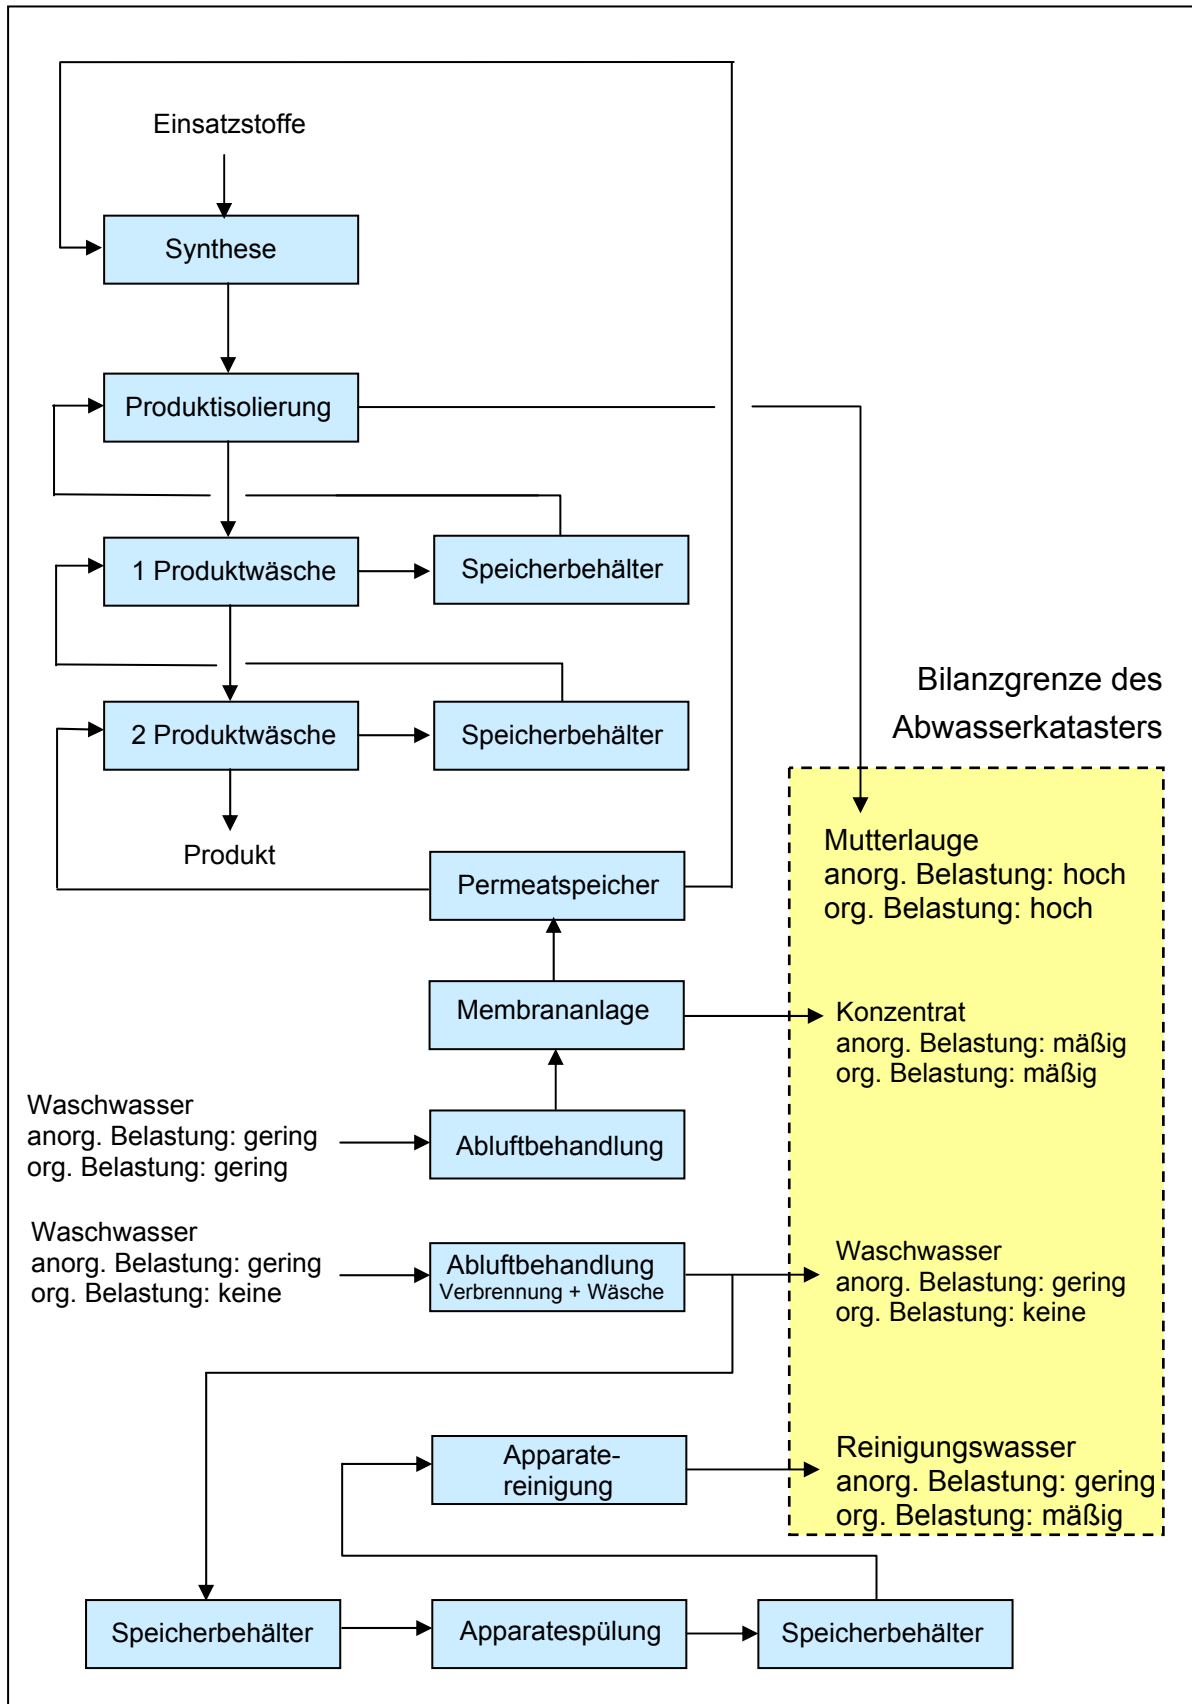 Einsatzstoffe
Synthese
Produktisolierung
1 Produktwäsche
Speicherbehälter
2 Produktwäsche
Speicherbehälter
Produkt
Bilanzgrenze des
Abwasserkatasters
Permeatspeicher
Mutterlauge
anorg. Belastung: hoch
org. Belastung: hoch
Membrananlage
Konzentrat
anorg. Belastung: mäßig
org. Belastung: mäßig
Waschwasser
anorg. Belastung: gering
org. Belastung: gering
Abluftbehandlung
Waschwasser
anorg. Belastung: gering
org. Belastung: keine
Abluftbehandlung
Verbrennung + Wäsche
Waschwasser
anorg. Belastung: gering
org. Belastung: keine
Apparate-
reinigung
Reinigungswasser
anorg. Belastung: gering
org. Belastung: mäßig
Speicherbehälter
Apparatespülung
Speicherbehälter